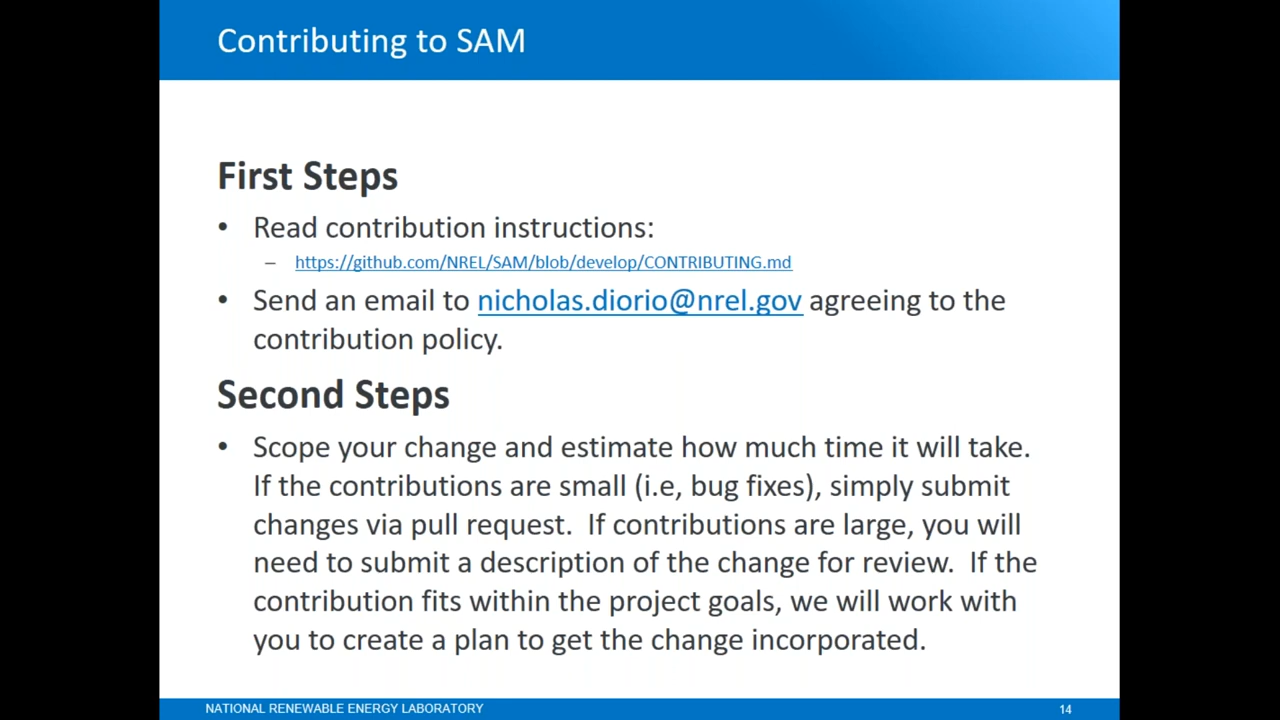 Contributing to SAM
First Steps
• Read contribution instructions:
– https://github.com/NREL/SAM/blob/develop/CONTRIBUTING.md
• Send an email to nicholas.diorio@nrel.gov agreeing to the
contribution policy.
Second Steps
• Scope your change and estimate how much time it will take.
If the contributions are small (i.e, bug fixes), simply submit
changes via pull request.  If contributions are large, you will
need to submit a description of the change for review.  If the
contribution fits within the project goals, we will work with
you to create a plan to get the change incorporated.
NATIONAL RENEWABLE ENERGY LABORATORY
14